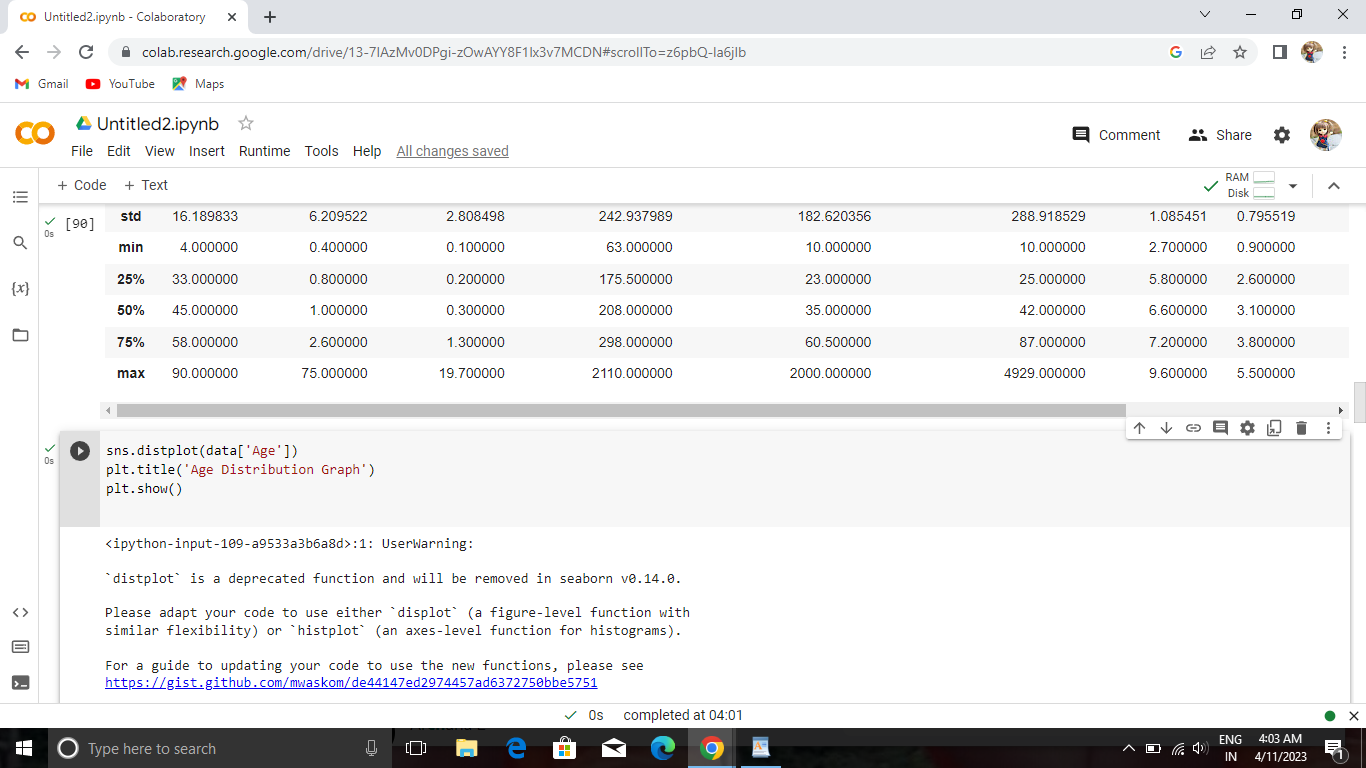 Untitled2.ipynb - Colaboratory
colab.research.google.com/drive/13-7lAzMv0DPgi-zOwAYY8F1lx3v7MCDN#scrollTo=z6pbQ-la6jIb
Gmail YouTube Maps
Untitled2.ipynb
Comment Share
File Edit View Insert Runtime Tools Help All changes saved
+ Code + Text
RAM
Disk
[90]
0s
std 16.189833 6.209522 2.808498 242.937989 182.620356 288.918529 1.085451 0.795519
min 4.000000 0.400000 0.100000 63.000000 10.000000 10.000000 2.700000 0.900000
25% 33.000000 0.800000 0.200000 175.500000 23.000000 25.000000 5.800000 2.600000
50% 45.000000 1.000000 0.300000 208.000000 35.000000 42.000000 6.600000 3.100000
75% 58.000000 2.600000 1.300000 298.000000 60.500000 87.000000 7.200000 3.800000
max 90.000000 75.000000 19.700000 2110.000000 2000.000000 4929.000000 9.600000 5.500000
0s
sns.distplot(data['Age'])
plt.title('Age Distribution Graph')
plt.show()
<ipython-input-109-a9533a3b6a8d>:1: UserWarning:
`distplot` is a deprecated function and will be removed in seaborn v0.14.0.
Please adapt your code to use either `displot` (a figure-level function with
similar flexibility) or `histplot` (an axes-level function for histograms).
For a guide to updating your code to use the new functions, please see
https://gist.github.com/mwaskom/de44147ed2974457ad6372750bbe5751
0s completed at 04:01
Type here to search
ENG
IN
4:03 AM
4/11/2023
1